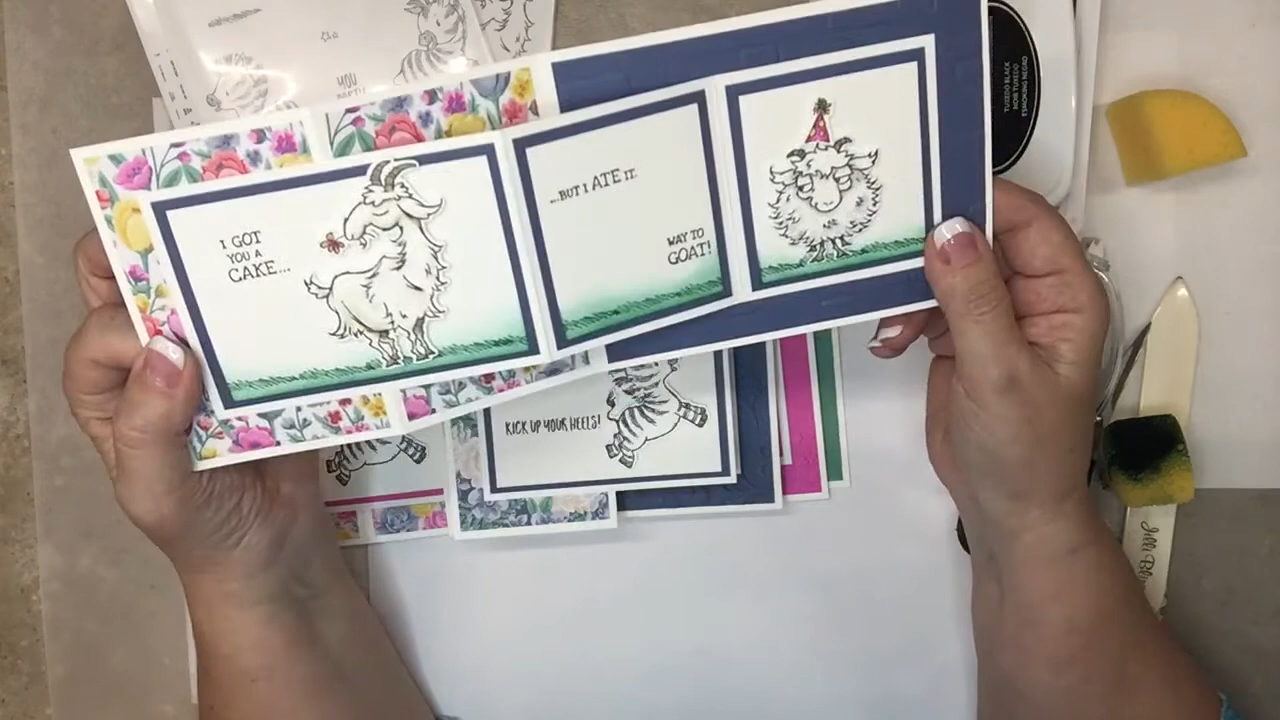 YOU
I GOT
YOU A
CAKE...
...BUT I ATE IT.
WAY TO
GOAT!
KICK UP YOUR HEELS!
TUXEDO BLACK
NOIR TUXEDO
ESMOKING NEGRO